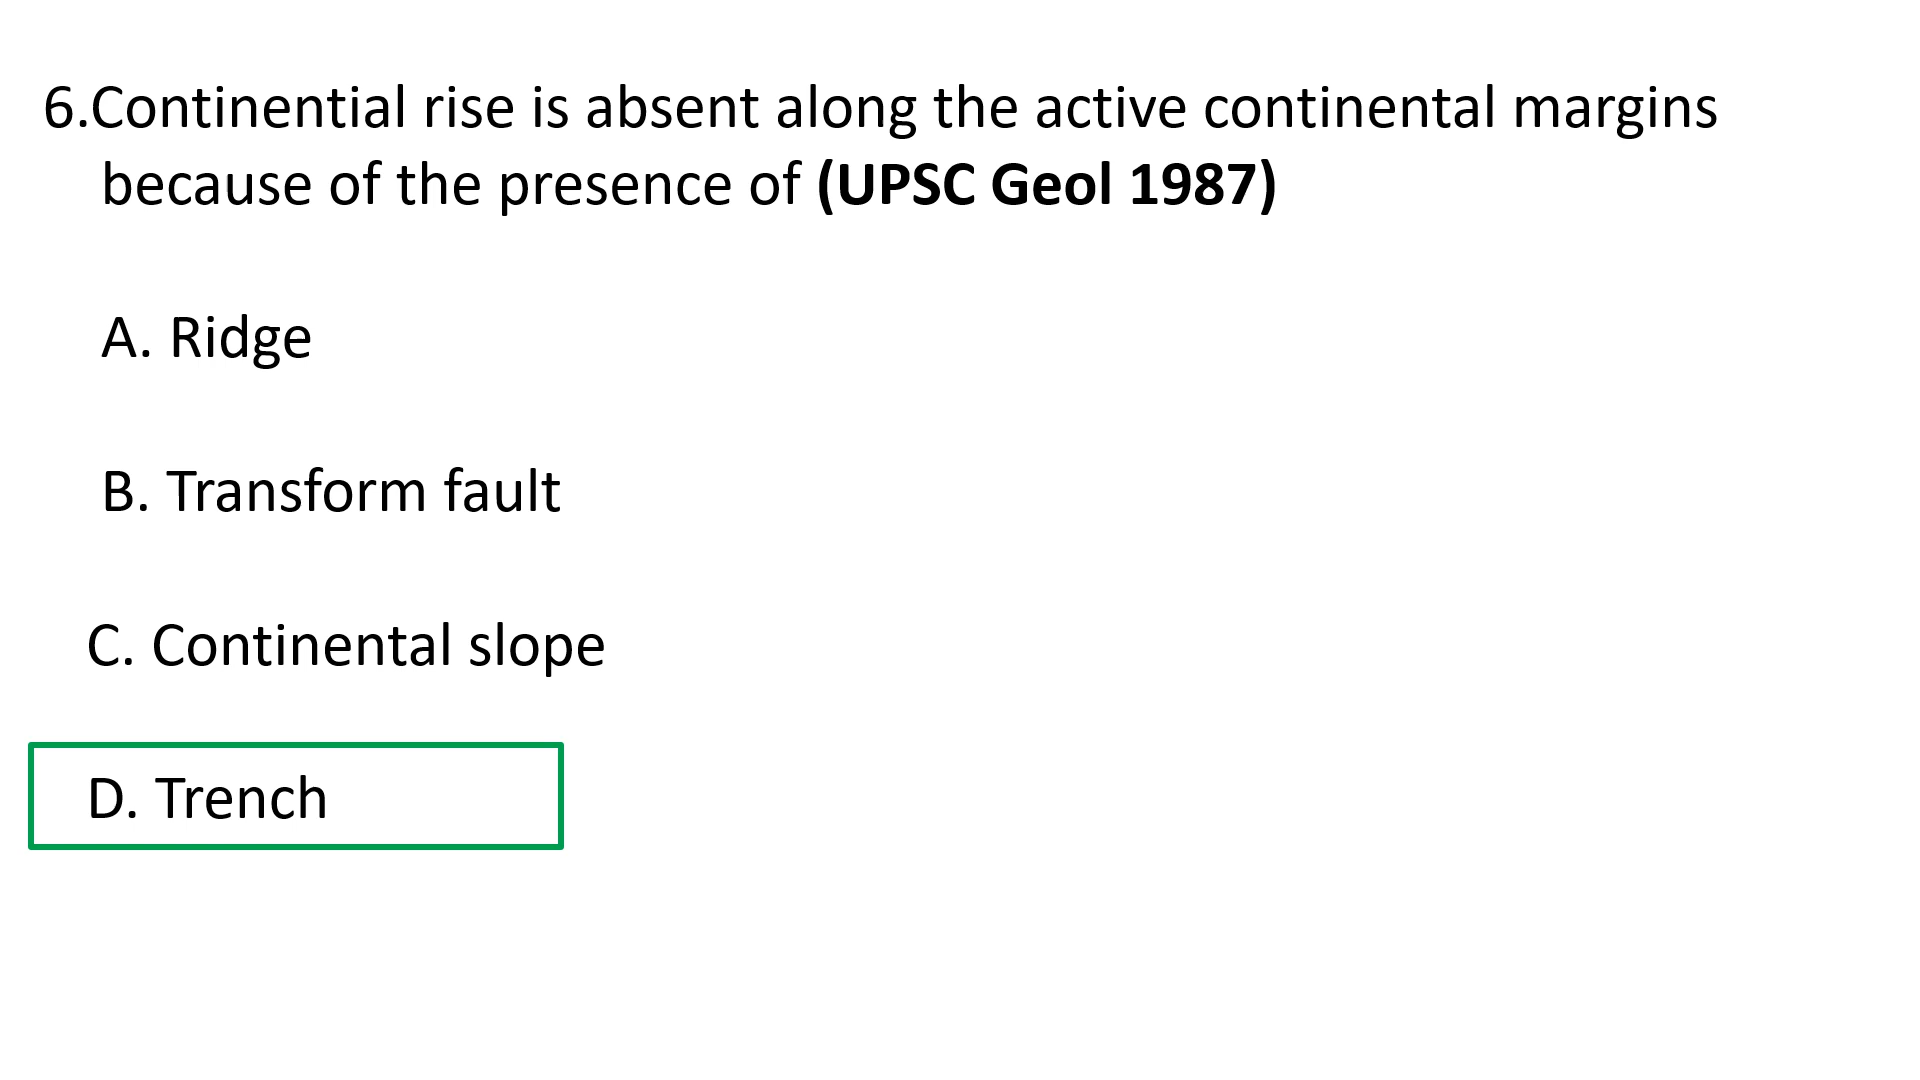 6.Continential rise is absent along the active continental margins
because of the presence of (UPSC Geol 1987)
A. Ridge
B. Transform fault
C. Continental slope
D. Trench